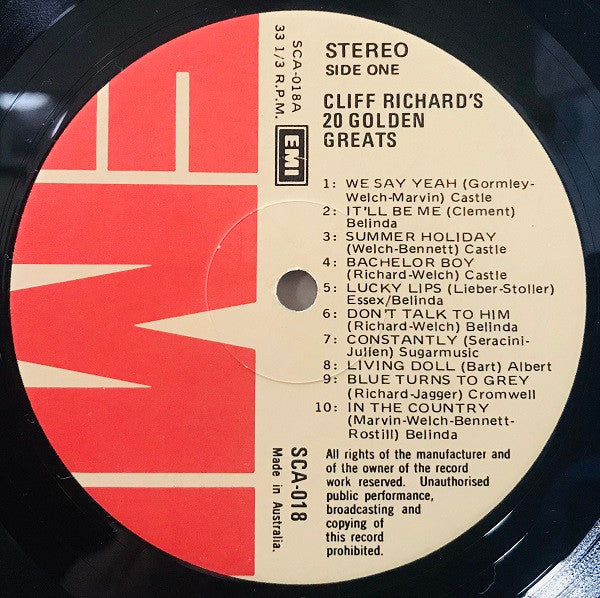 STEREO
SIDE ONE
CLIFF RICHARD'S
20 GOLDEN
GREATS
SCA-018A
33 1/3 R.P.M.
EMI
1: WE SAY YEAH (Gormley-
Welch-Marvin) Castle
2: IT'LL BE ME (Clement)
Belinda
3: SUMMER HOLIDAY
(Welch-Bennett) Castle
4: BACHELOR BOY
(Richard-Welch) Castle
5: LUCKY LIPS (Lieber-Stoller)
Essex/Belinda
6: DON'T TALK TO HIM
(Richard-Welch) Belinda
7: CONSTANTLY (Seracini-
Julien) Sugarmusic
8: LIVING DOLL (Bart) Albert
9: BLUE TURNS TO GREY
(Richard-Jagger) Cromwell
10: IN THE COUNTRY
(Marvin-Welch-Bennett-
Rostill) Belinda
SCA-018
Made in Australia.
All rights of the manufacturer and
of the owner of the record
work reserved. Unauthorised
public performance,
broadcasting and
copying of
this record
prohibited.
EMI